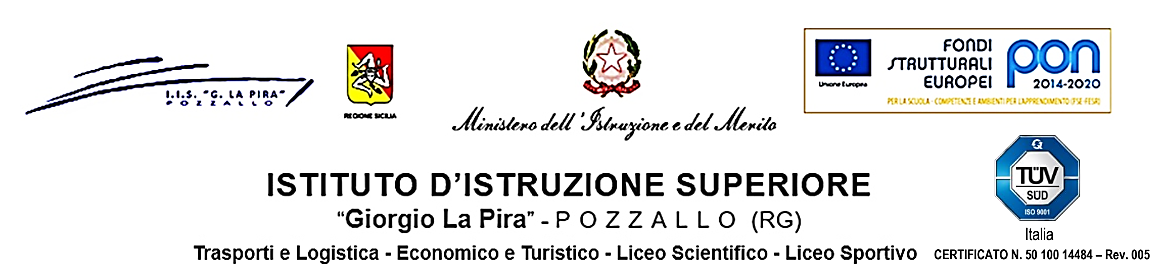 I.I.S. "G. LA PIRA"
POZZALLO
REGIONE SICILIA
Ministero dell'Istruzione e del Merito
Unione Europea
FONDI
STRUTTURALI
EUROPEI
pon
2014-2020
PER LA SCUOLA - COMPETENZE E AMBIENTI PER L'APPRENDIMENTO (FSE-FESR)
ISTITUTO D'ISTRUZIONE SUPERIORE
"Giorgio La Pira" - POZZALLO (RG)
Trasporti e Logistica - Economico e Turistico - Liceo Scientifico - Liceo Sportivo
TÜV
SÜD
ISO 9001
Italia
CERTIFICATO N. 50 100 14484 – Rev. 005